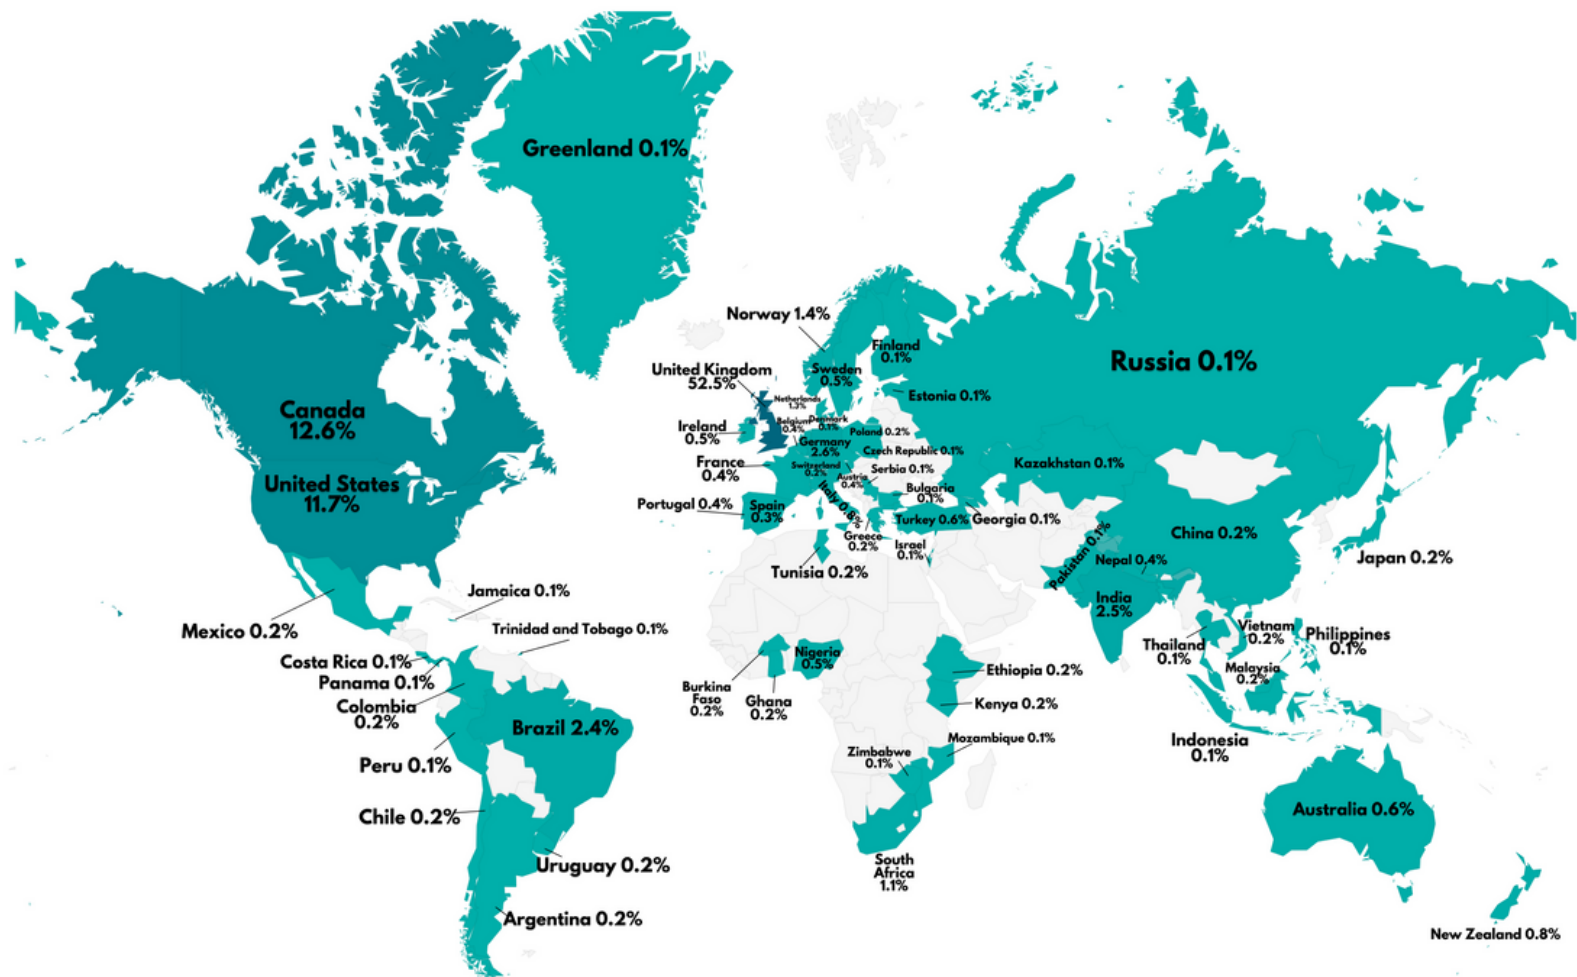 Greenland 0.1%
Norway 1.4%
Finland
0.1%
Russia 0.1%
United Kingdom
52.5%
Sweden
0.5%
Estonia 0.1%
Netherlands
1.3%
Canada
12.6%
Ireland
0.5%
Belgium
0.4%
Denmark
0.1%
Poland 0.2%
Germany
2.6%
Czech Republic 0.1%
France
0.4%
Switzerland
0.2%
Serbia 0.1%
Kazakhstan 0.1%
Austria
0.4%
United States
11.7%
Italy 0.8%
Bulgaria
0.1%
Portugal 0.4%
Spain
0.3%
Turkey 0.6%
Georgia 0.1%
Greece
0.2%
Israel
0.1%
Pakistan 0.1%
China 0.2%
Japan 0.2%
Nepal 0.4%
Tunisia 0.2%
India
2.5%
Jamaica 0.1%
Mexico 0.2%
Trinidad and Tobago 0.1%
Vietnam
0.2%
Philippines
0.1%
Thailand
0.1%
Costa Rica 0.1%
Panama 0.1%
Nigeria
0.5%
Ethiopia 0.2%
Malaysia
0.2%
Colombia
0.2%
Burkina
Faso
0.2%
Ghana
0.2%
Kenya 0.2%
Brazil 2.4%
Mozambique 0.1%
Indonesia
0.1%
Peru 0.1%
Zimbabwe
0.1%
Chile 0.2%
Australia 0.6%
Uruguay 0.2%
South
Africa
1.1%
Argentina 0.2%
New Zealand 0.8%